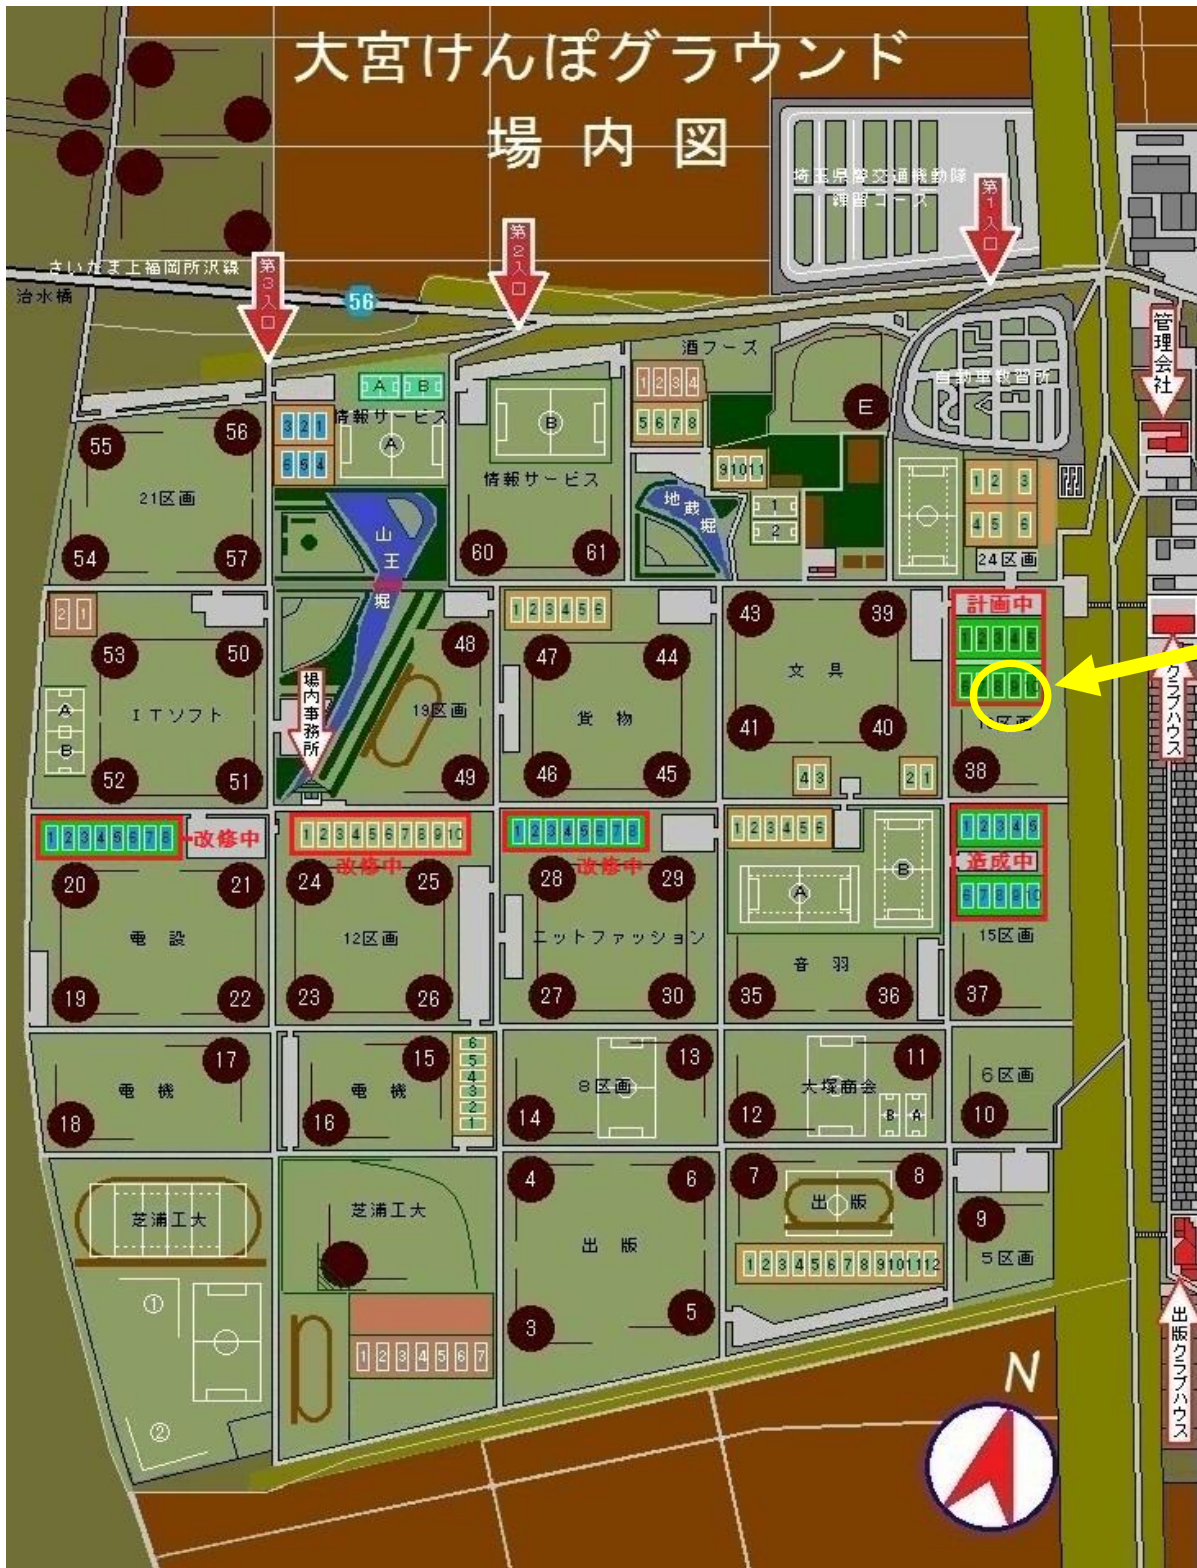 大宮けんぽグラウンド
場内図
埼玉県警交通機動隊
練習コース
第1入口
第2入口
第3入口
さいたま上福岡所沢線
治水橋
56
管理会社
酒フーズ
1 2 3 4
5 6 7 8
E
自動車教習所
A B
情報サービス
3 2 1
6 5 4
A
B
情報サービス
55
56
21区画
54
57
60
61
9 10 11
1
2
地蔵堀
山王堀
1 2 3
4 5 6
24区画
計画中
1 2 3 4 5
8 9 10
区画
38
クラブハウス
2 1
53
50
ITソフト
A
B
52
51
場内事務所
48
19区画
49
1 2 3 4 5 6
47
44
貨物
46
45
43
39
文具
41
40
4 3
2 1
1 2 3 4 5 6 7 8
改修中
20
21
電設
19
22
1 2 3 4 5 6 7 8 9 10
改修中
24
25
12区画
23
26
1 2 3 4 5 6 7 8
改修中
28
29
ニットファッション
27
30
1 2 3 4 5 6
A
B
音羽
35
36
1 2 3 4 5
造成中
6 7 8 9 10
15区画
37
17
電機
18
15
電機
16
6
5
4
3
2
1
13
8区画
14
11
大塚商会
12
B A
6区画
10
芝浦工大
①
②
芝浦工大
1 2 3 4 5 6 7
4
6
出版
3
5
7
8
出版
1 2 3 4 5 6 7 8 9 10 11 12
9
5区画
出版クラブハウス
N